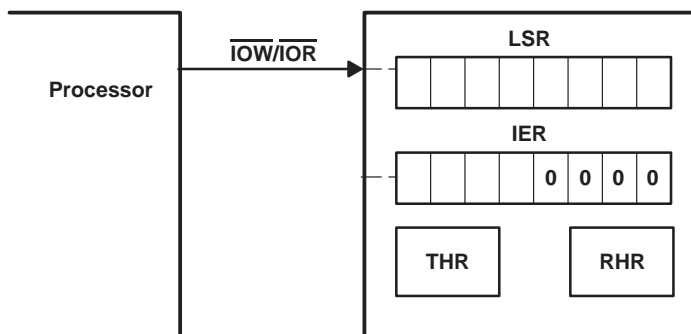 LSR
IOW/IOR
Processor
IER
0 0 0 0
THR RHR